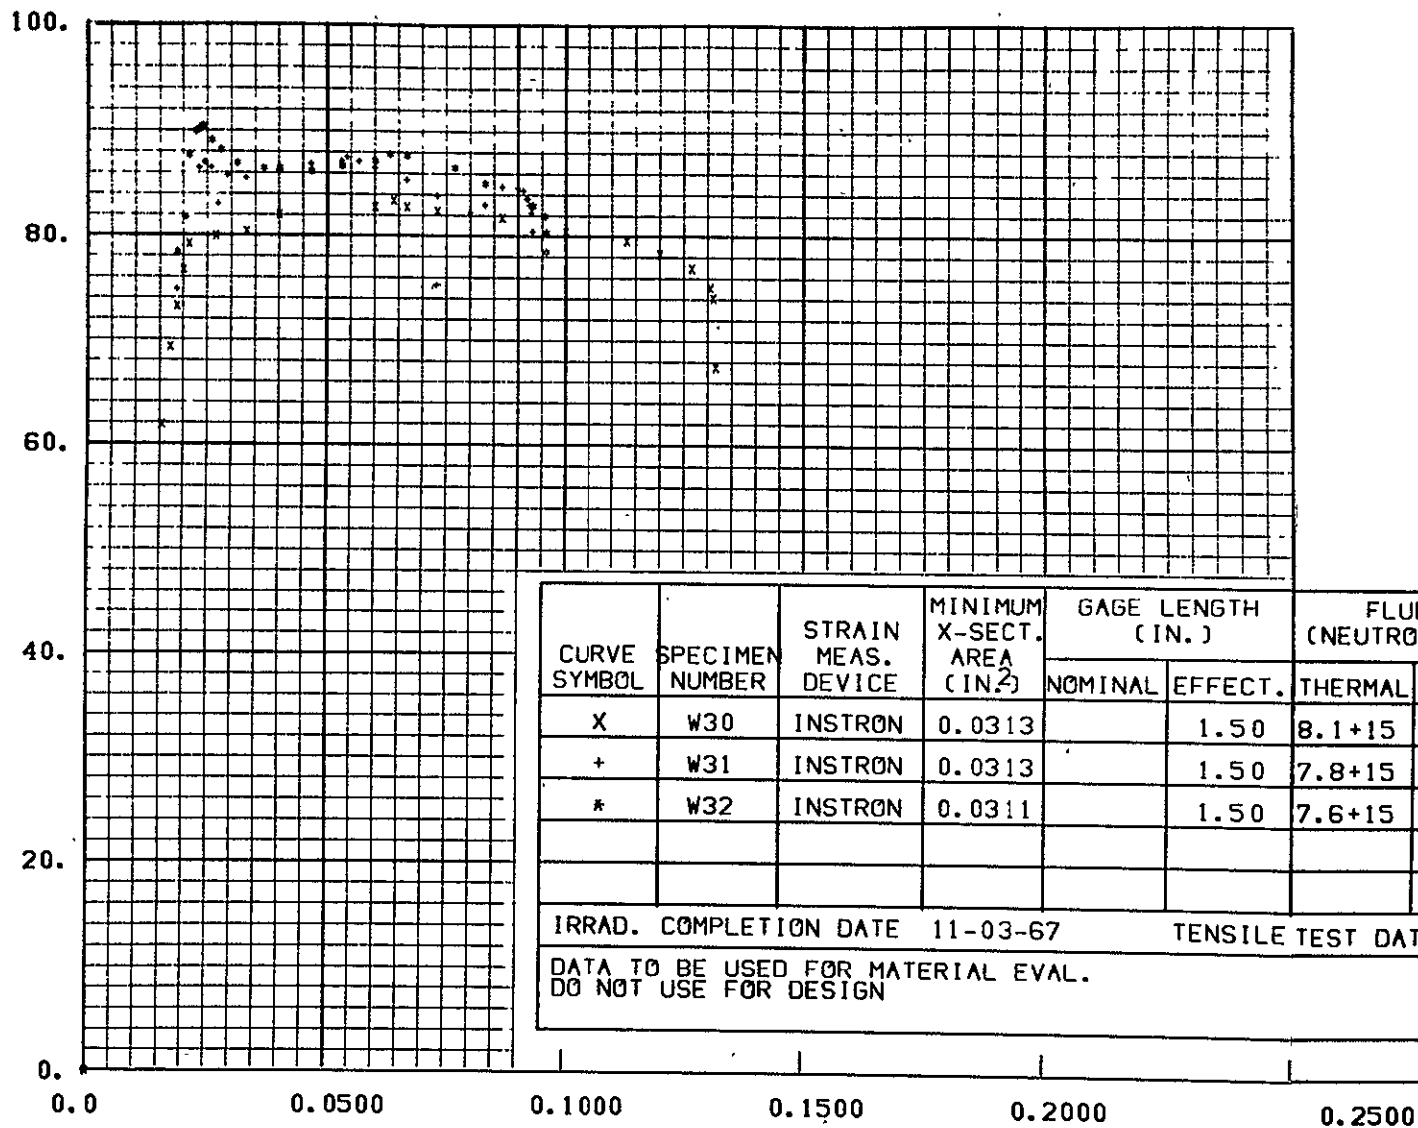 100.
80.
60.
40.
20.
0.
0.0 0.0500 0.1000 0.1500 0.2000 0.2500
CURVE SYMBOL SPECIMEN NUMBER STRAIN MEAS. DEVICE MINIMUM X-SECT. AREA (IN.2) GAGE LENGTH (IN.) NOMINAL EFFECT. FLU (NEUTRO THERMAL
X W30 INSTRON 0.0313 1.50 8.1+15
+ W31 INSTRON 0.0313 1.50 7.8+15
* W32 INSTRON 0.0311 1.50 7.6+15
IRRAD. COMPLETION DATE 11-03-67 TENSILE TEST DAT
DATA TO BE USED FOR MATERIAL EVAL.
DO NOT USE FOR DESIGN